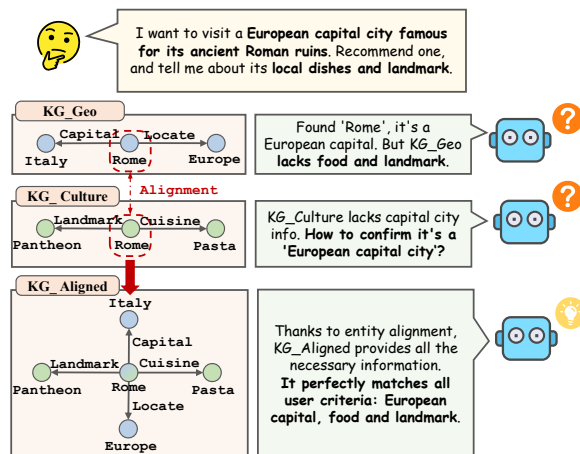 I want to visit a European capital city famous
for its ancient Roman ruins. Recommend one,
and tell me about its local dishes and landmark.
KG_Geo
Capital Locate
Italy Rome Europe
Found 'Rome', it's a
European capital. But KG_Geo
lacks food and landmark.
?
Alignment
KG_ Culture
Landmark Cuisine
Pantheon Rome Pasta
KG_Culture lacks capital city
info. How to confirm it's a
'European capital city'?
?
KG_ Aligned
Italy
Capital
Landmark Cuisine
Pantheon Rome Pasta
Locate
Europe
Thanks to entity alignment,
KG_Aligned provides all the
necessary information.
It perfectly matches all
user criteria: European
capital, food and landmark.